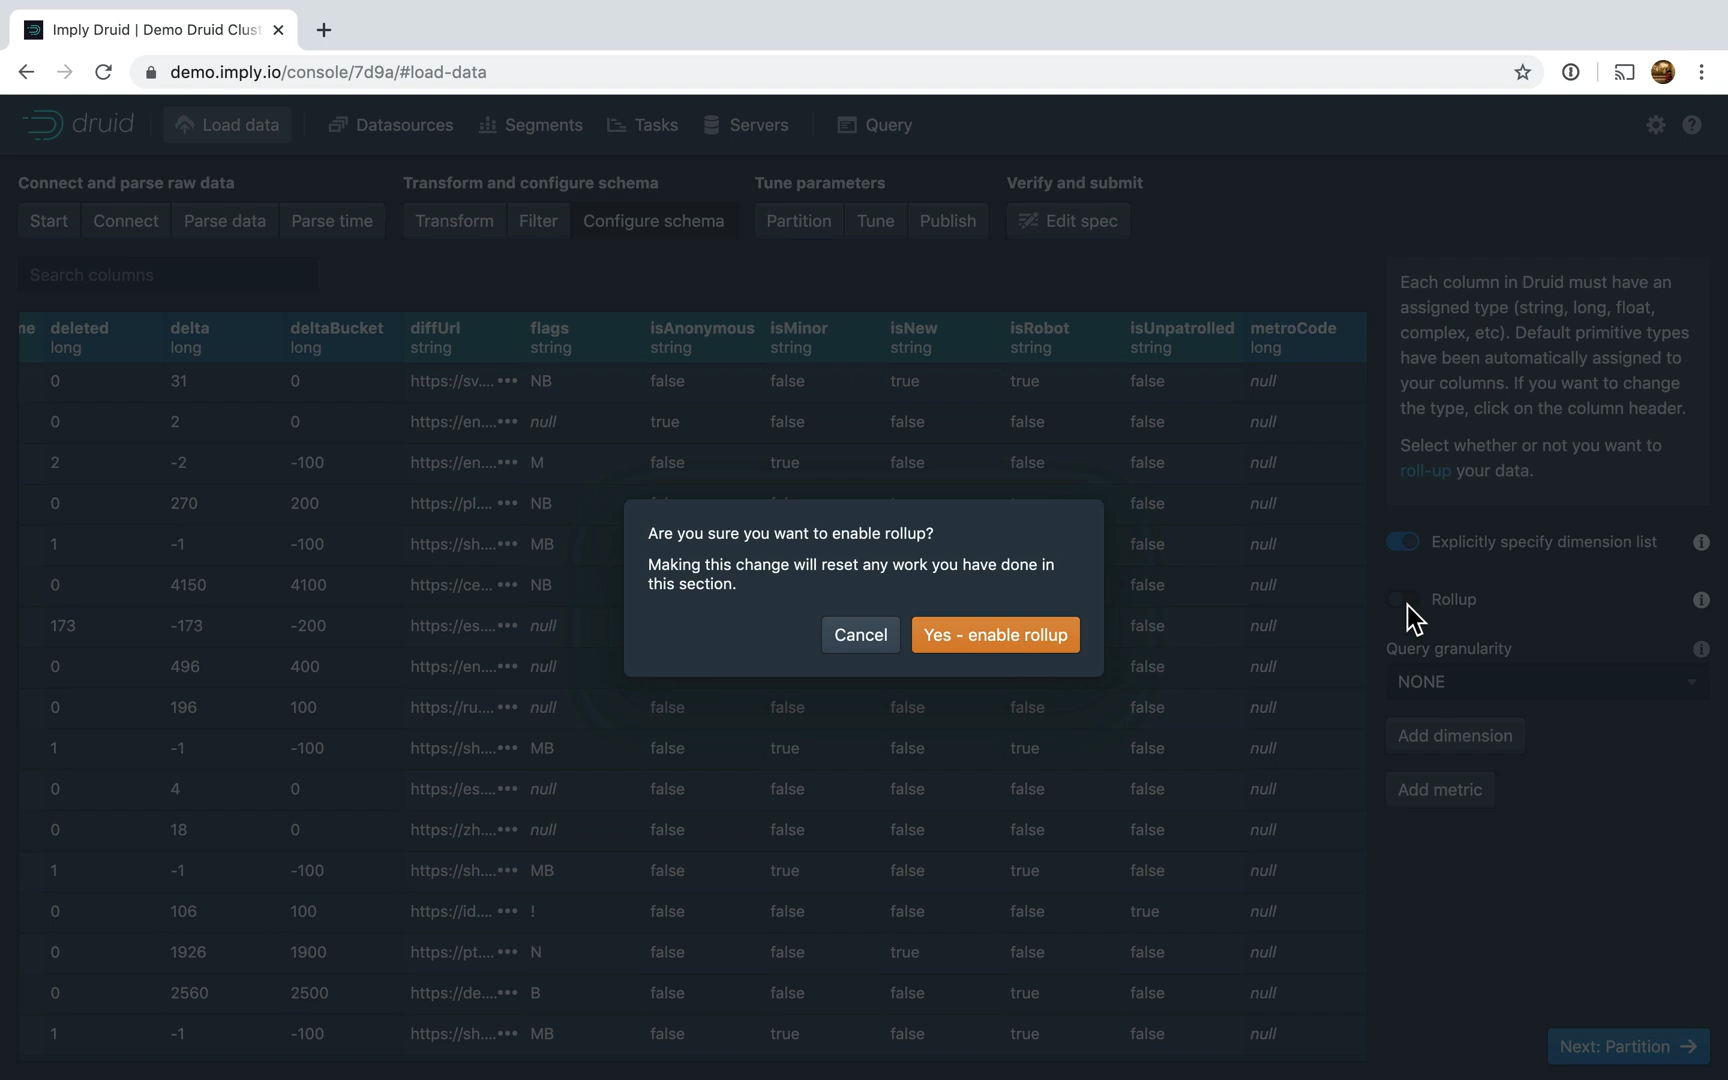 Imply Druid | Demo Druid Clust
demo.imply.io/console/7d9a/#load-data
druid Load data Datasources Segments Tasks Servers Query
Connect and parse raw data Transform and configure schema Tune parameters Verify and submit
Start Connect Parse data Parse time Transform Filter Configure schema Partition Tune Publish Edit spec
Search columns
me deleted delta deltaBucket diffUrl flags isAnonymous isMinor isNew isRobot isUnpatrolled metroCode
long long long string string string string string string string long
0 31 0 https://sv....••• NB false false true true false null
0 2 0 https://en....••• null true false false false false null
2 -2 -100 https://en....••• M false true false false false null
0 270 200 https://pl....••• NB false null
1 -1 -100 https://sh....••• MB false null
0 4150 4100 https://ce....••• NB false null
173 -173 -200 https://es....••• null false null
0 496 400 https://en....••• null false null
0 196 100 https://ru....••• null false false false false false null
1 -1 -100 https://sh....••• MB false true false true false null
0 4 0 https://es....••• null false false false false false null
0 18 0 https://zh....••• null false false false false false null
1 -1 -100 https://sh....••• MB false true false true false null
0 106 100 https://id....••• ! false false false false true null
0 1926 1900 https://pt....••• N false false true false false null
0 2560 2500 https://de....••• B false false false true false null
1 -1 -100 https://sh....••• MB false true false true false null
Are you sure you want to enable rollup?
Making this change will reset any work you have done in
this section.
Cancel Yes - enable rollup
Each column in Druid must have an
assigned type (string, long, float,
complex, etc). Default primitive types
have been automatically assigned to
your columns. If you want to change
the type, click on the column header.
Select whether or not you want to
roll-up your data.
Explicitly specify dimension list
Rollup
Query granularity
NONE
Add dimension
Add metric
Next: Partition